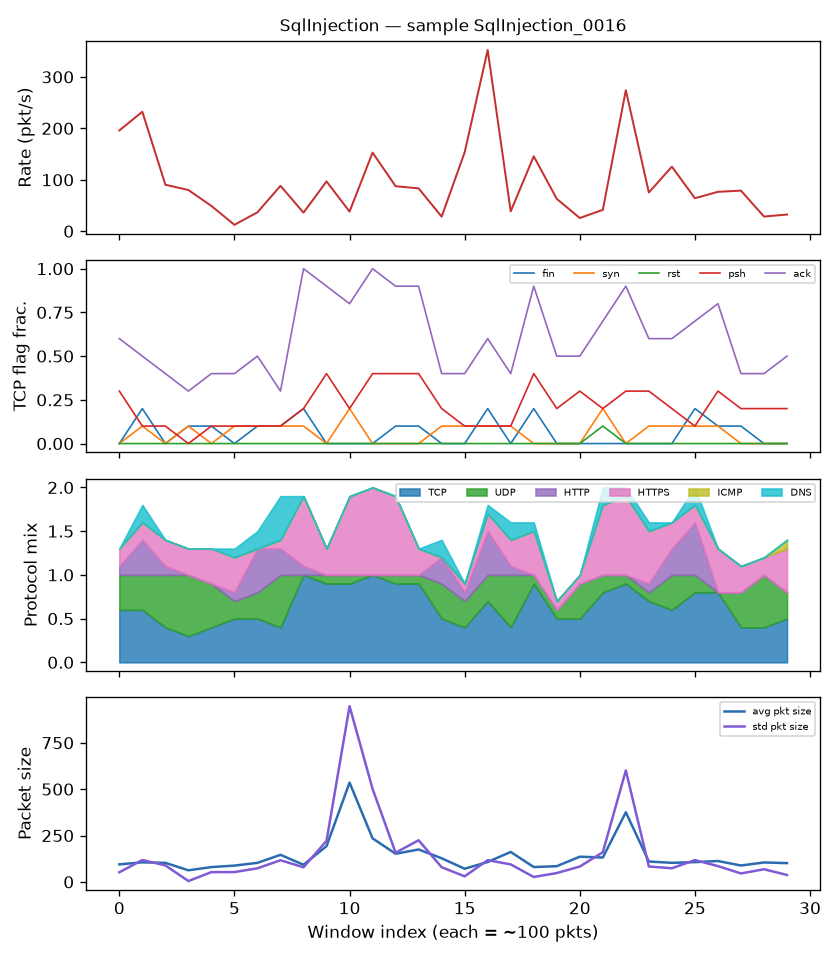 SqlInjection — sample SqlInjection_0016
Rate (pkt/s)
300
200
100
0
TCP flag frac.
1.00
0.75
0.50
0.25
0.00
fin syn rst psh ack
Protocol mix
2.0
1.5
1.0
0.5
0.0
TCP UDP HTTP HTTPS ICMP DNS
Packet size
750
500
250
0
avg pkt size
std pkt size
0 5 10 15 20 25 30
Window index (each = ~100 pkts)